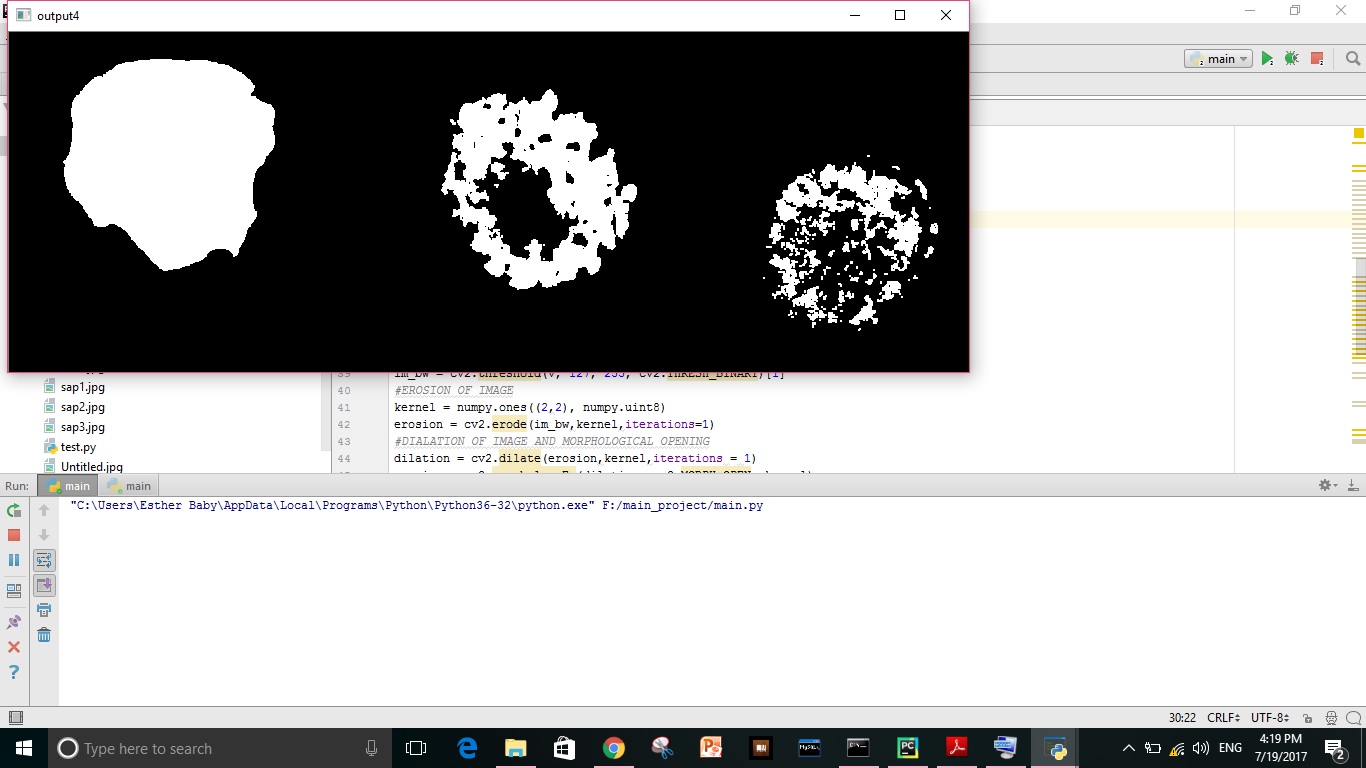 output4
main
sap1.jpg
sap2.jpg
sap3.jpg
test.py
Untitled.jpg
39 im_bw = cv2.threshold(v, 127, 255, cv2.THRESH_BINARY)[1]
40 #EROSION OF IMAGE
41 kernel = numpy.ones((2,2), numpy.uint8)
42 erosion = cv2.erode(im_bw,kernel,iterations=1)
43 #DIALATION OF IMAGE AND MORPHOLOGICAL OPENING
44 dilation = cv2.dilate(erosion,kernel,iterations = 1)
Run: main main
"C:\Users\Esther Baby\AppData\Local\Programs\Python\Python36-32\python.exe" F:/main_project/main.py
30:22 CRLF UTF-8
Type here to search
ENG
4:19 PM
7/19/2017
2